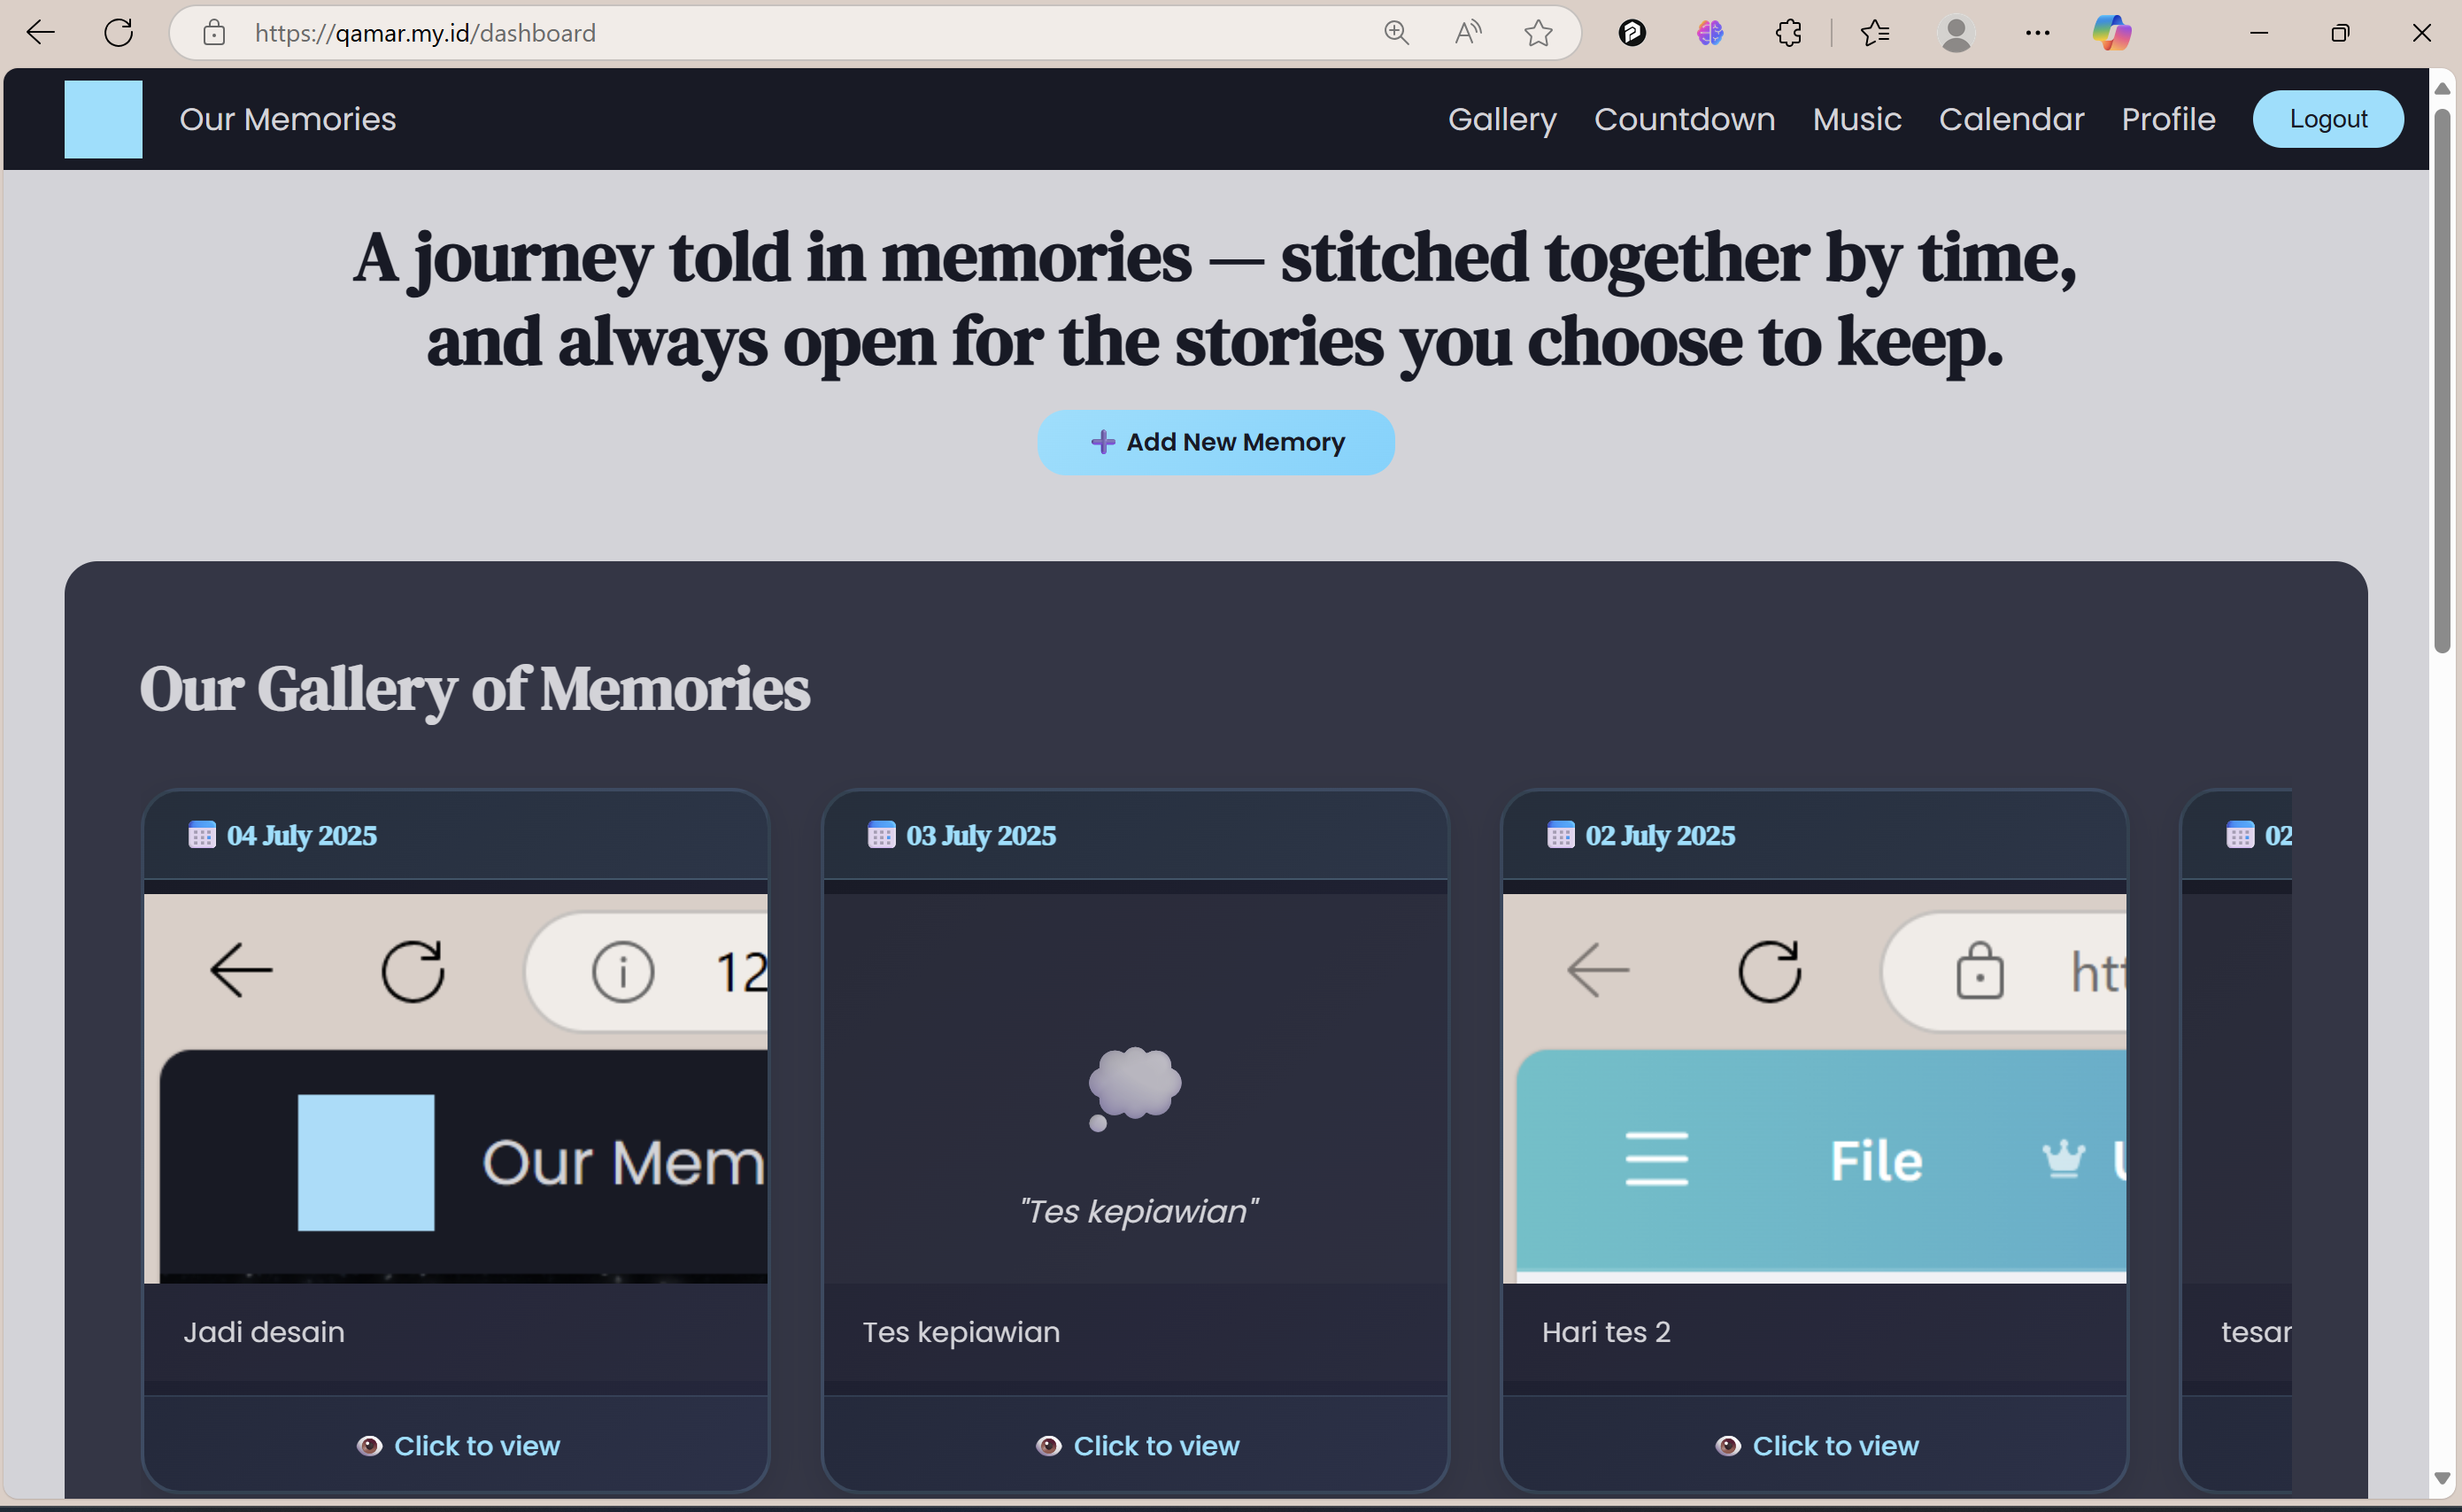 https://qamar.my.id/dashboard
Our Memories
Gallery
Countdown
Music
Calendar
Profile
Logout
A journey told in memories — stitched together by time,
and always open for the stories you choose to keep.
Add New Memory
Our Gallery of Memories
04 July 2025
12
Our Mem
Jadi desain
Click to view
03 July 2025
"Tes kepiawian"
Tes kepiawian
Click to view
02 July 2025
htt
File
Hari tes 2
Click to view
02
tesar